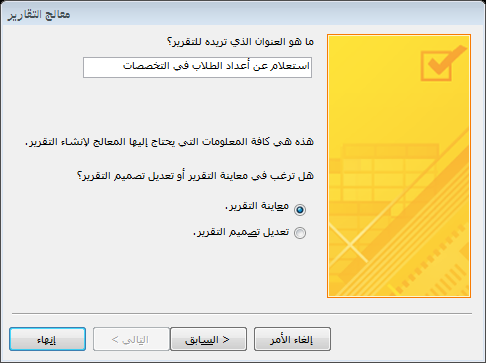 معالج التقارير
ما هو العنوان الذي تريده للتقرير؟
استعلام عن أعداد الطلاب في التخصصات
هذه هي كافة المعلومات التي يحتاج إليها المعالج لإنشاء التقرير.
هل ترغب في معاينة التقرير أو تعديل تصميم التقرير؟
معاينة التقرير.
تعديل تصميم التقرير.
إلغاء الأمر
< السابق
التالي >
إنهاء